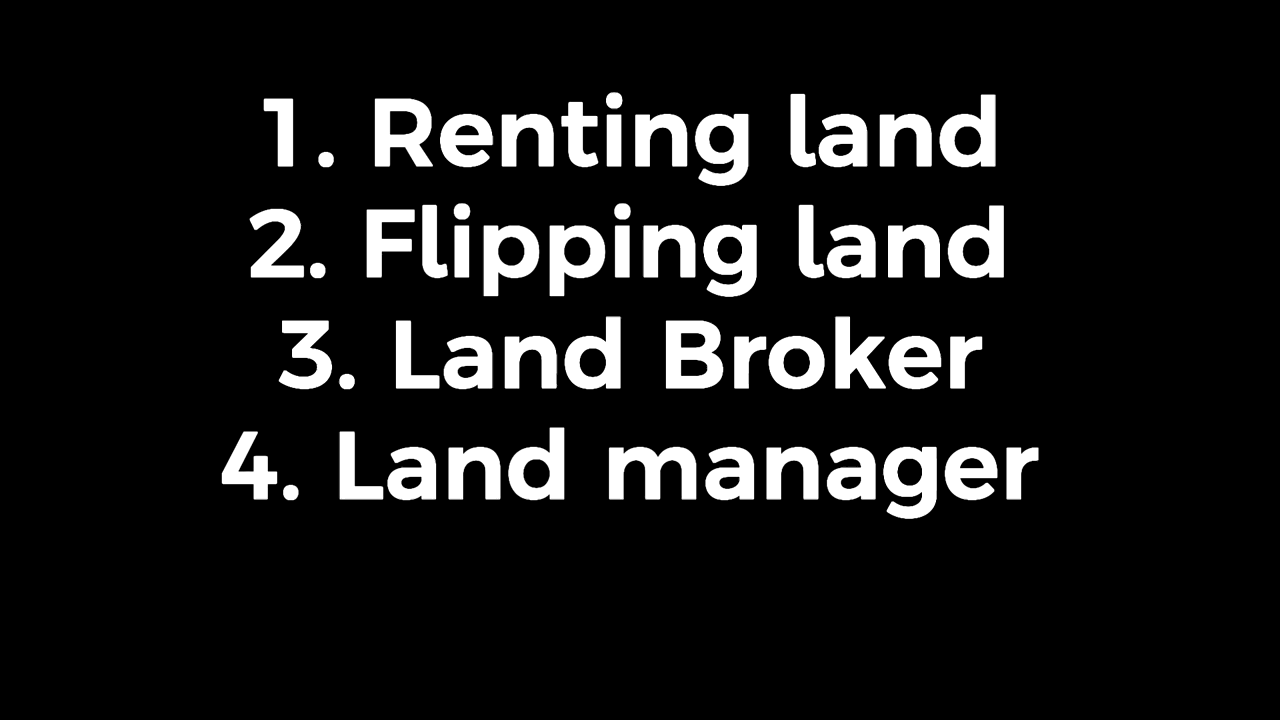 1. Renting land
2. Flipping land
3. Land Broker
4. Land manager